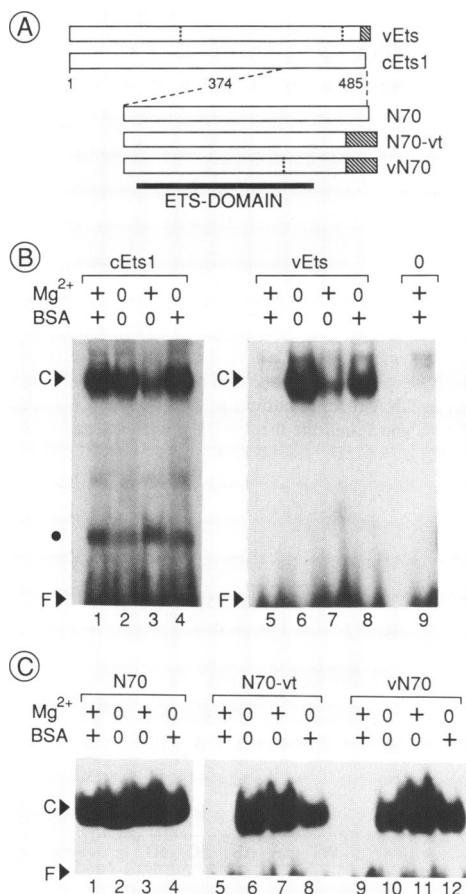 A
vEts
cEts1
1 374 485
N70
N70-vt
vN70
ETS-DOMAIN
B
cEts1 vEts 0
Mg2+ + 0 + 0 + 0 + 0 +
BSA + 0 0 + + 0 0 + +
C C
F F
1 2 3 4 5 6 7 8 9
C
N70 N70-vt vN70
Mg2+ + 0 + 0 + 0 + 0 + 0 + 0
BSA + 0 0 + + 0 0 + + 0 0 +
C
F
1 2 3 4 5 6 7 8 9 10 11 12